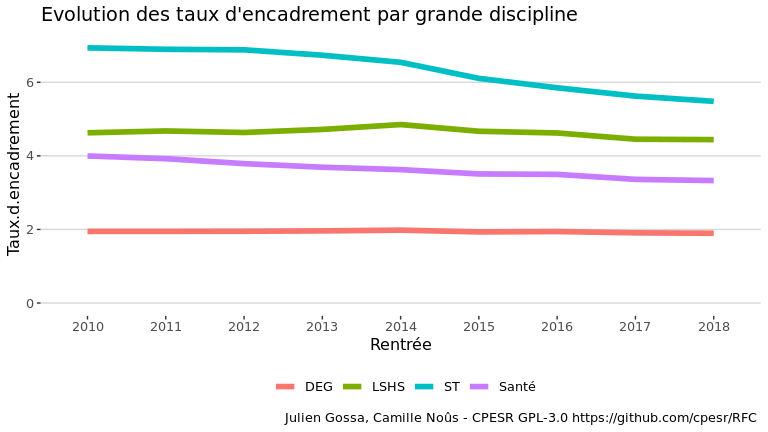 Evolution des taux d'encadrement par grande discipline
Taux.d.encadrement
6
4
2
0
2010 2011 2012 2013 2014 2015 2016 2017 2018
Rentrée
DEG LSHS ST Santé
Julien Gossa, Camille Noûs - CPESR GPL-3.0 https://github.com/cpesr/RFC